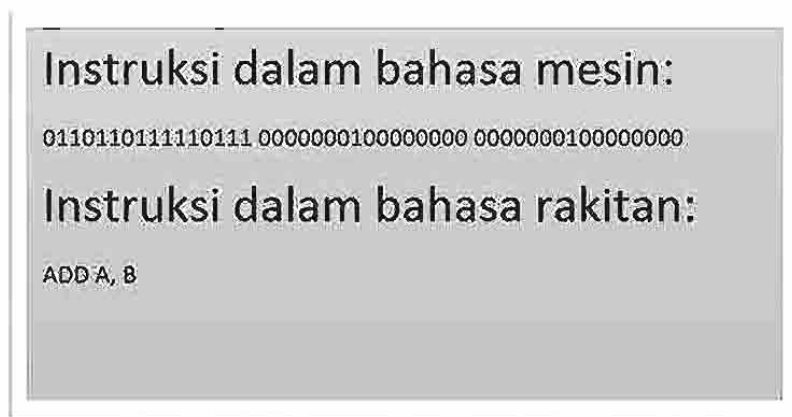 Instruksi dalam bahasa mesin:
0110110111110111 0000000100000000 0000000100000000
Instruksi dalam bahasa rakitan:
ADD A, B